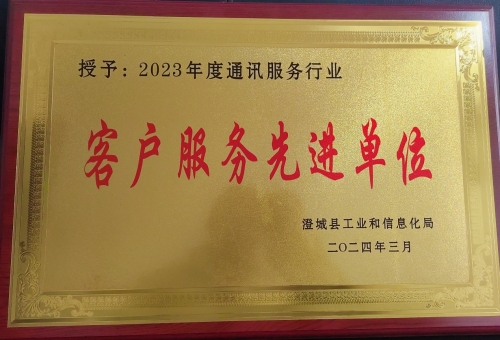 授予：2023年度通讯服务行业
客户服务先进单位
澄城县工业和信息化局
二〇二四年三月